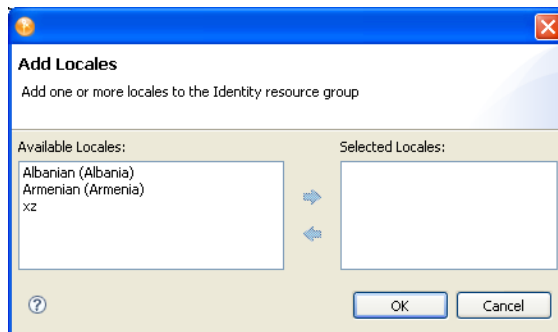 Add Locales
Add one or more locales to the Identity resource group
Available Locales:
Selected Locales:
Albanian (Albania)
Armenian (Armenia)
xz
?
OK
Cancel